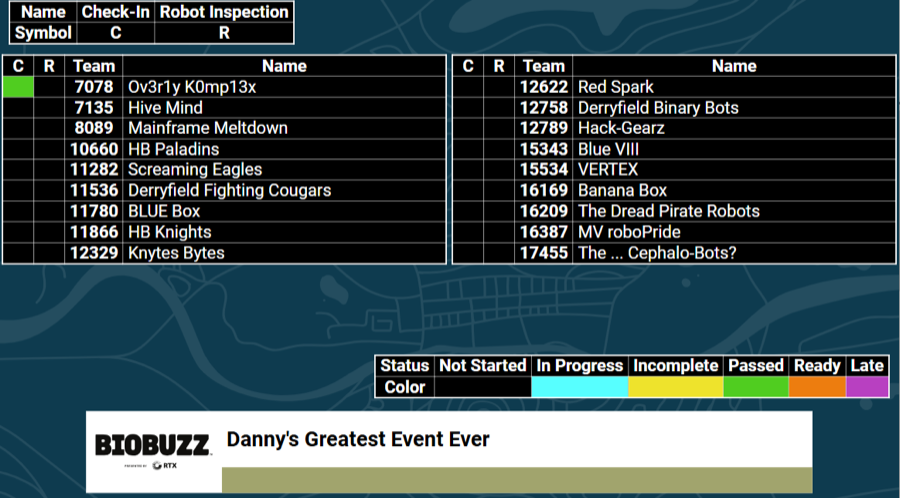 Name Check-In Robot Inspection
Symbol C R
C R Team Name
7078 Ov3r1y K0mp13x
7135 Hive Mind
8089 Mainframe Meltdown
10660 HB Paladins
11282 Screaming Eagles
11536 Derryfield Fighting Cougars
11780 BLUE Box
11866 HB Knights
12329 Knytes Bytes
C R Team Name
12622 Red Spark
12758 Derryfield Binary Bots
12789 Hack-Gearz
15343 Blue VIII
15534 VERTEX
16169 Banana Box
16209 The Dread Pirate Robots
16387 MV roboPride
17455 The ... Cephalo-Bots?
Status Not Started In Progress Incomplete Passed Ready Late
Color
BIOBUZZ
PRESENTED BY RTX
Danny's Greatest Event Ever